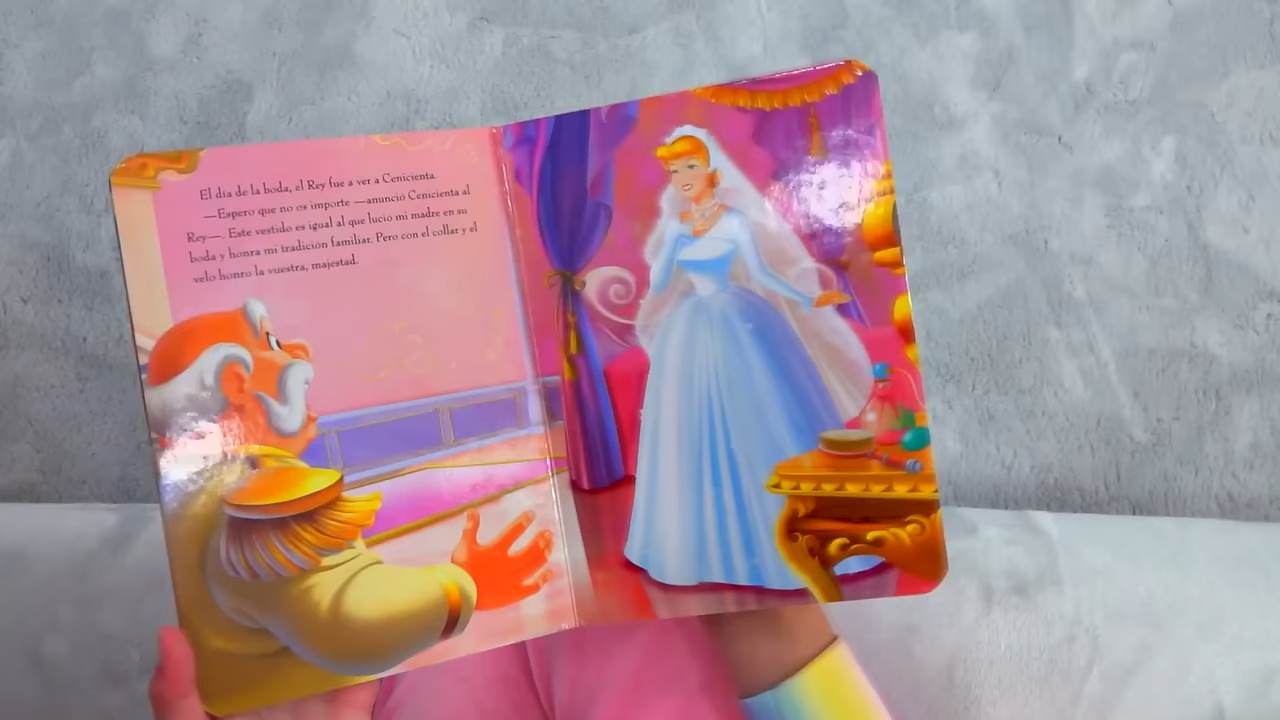 El día de la boda, el Rey fue a ver a Cenicienta.
—Espero que no os importe —anunció Cenicienta al
Rey—. Este vestido es igual al que lució mi madre en su
boda y honra mi tradición familiar. Pero con el collar y el
velo honro la vuestra, majestad.